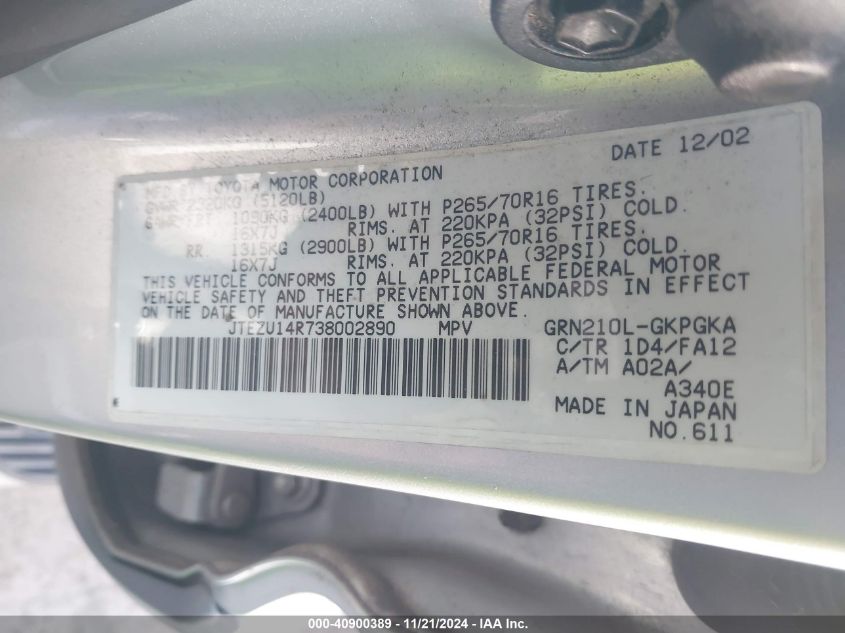 DATE 12/02
MFD BY TOYOTA MOTOR CORPORATION
GVWR 2320KG (5120LB)
GAWR FRT 1090KG (2400LB) WITH P265/70R16 TIRES.
16X7J RIMS. AT 220KPA (32PSI) COLD.
RR. 1315KG (2900LB) WITH P265/70R16 TIRES.
16X7J RIMS. AT 220KPA (32PSI) COLD.
THIS VEHICLE CONFORMS TO ALL APPLICABLE FEDERAL MOTOR
VEHICLE SAFETY AND THEFT PREVENTION STANDARDS IN EFFECT
ON THE DATE OF MANUFACTURE SHOWN ABOVE.
JTEZU14R738002890 MPV GRN210L-GKPGKA
C/TR 1D4/FA12
A/TM A02A/
A340E
MADE IN JAPAN
NO.611
000-40900389 - 11/21/2024 - IAA Inc.